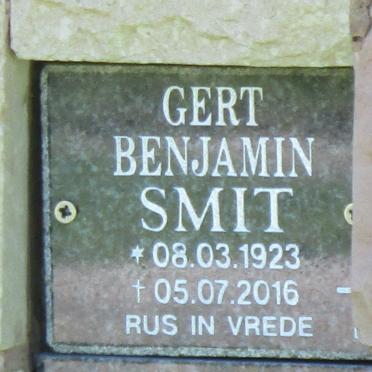 GERT
BENJAMIN
SMIT
* 08.03.1923
† 05.07.2016
RUS IN VREDE